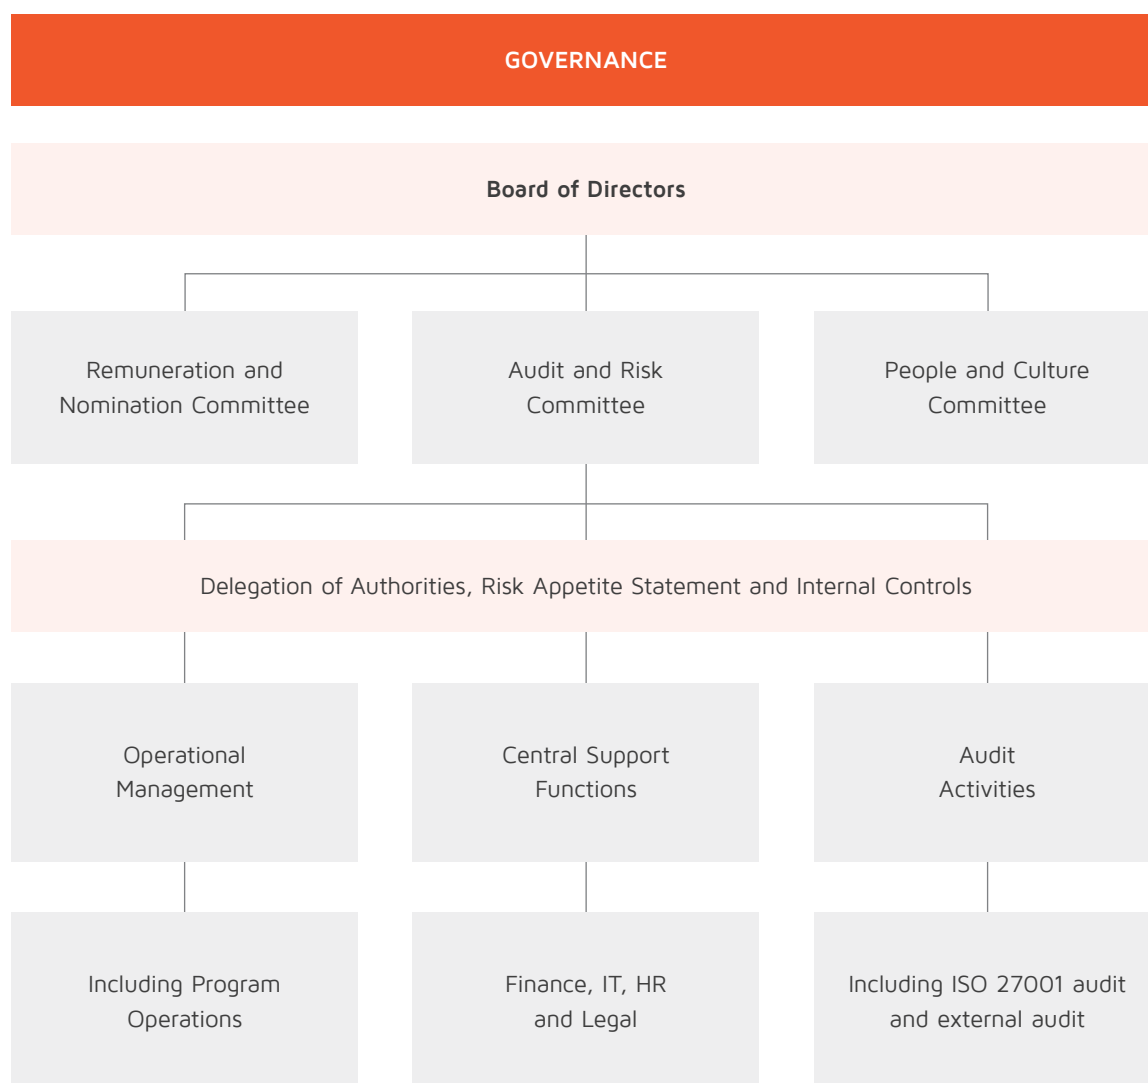 GOVERNANCE
Board of Directors
Remuneration and
Nomination Committee
Audit and Risk
Committee
People and Culture
Committee
Delegation of Authorities, Risk Appetite Statement and Internal Controls
Operational
Management
Central Support
Functions
Audit
Activities
Including Program
Operations
Finance, IT, HR
and Legal
Including ISO 27001 audit
and external audit